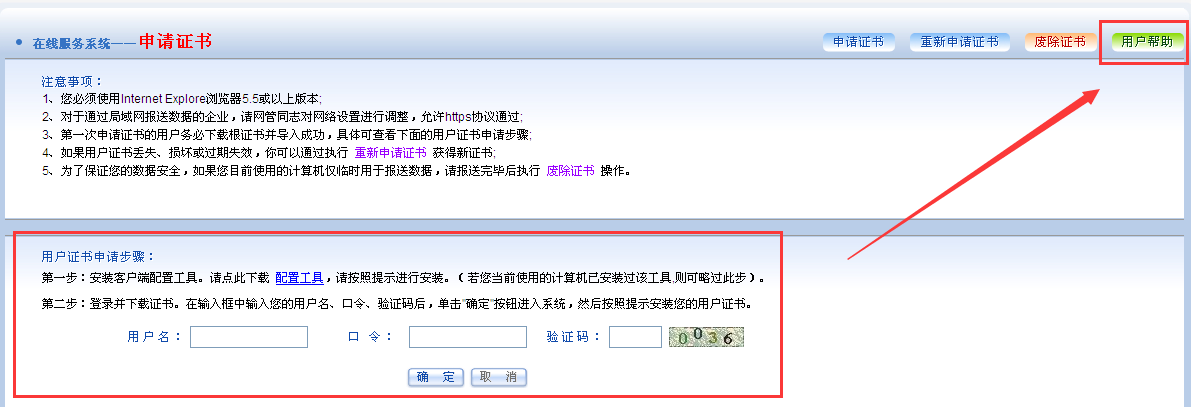 在线服务系统——申请证书
申请证书 重新申请证书 废除证书 用户帮助
注意事项：
1、您必须使用Internet Explore浏览器5.5或以上版本;
2、对于通过局域网报送数据的企业，请网管同志对网络设置进行调整，允许https协议通过;
3、第一次申请证书的用户务必下载根证书并导入成功，具体可查看下面的用户证书申请步骤;
4、如果用户证书丢失、损坏或过期失效，你可以通过执行 重新申请证书 获得新证书;
5、为了保证您的数据安全，如果您目前使用的计算机仅临时用于报送数据，请报送完毕后执行 废除证书 操作。
用户证书申请步骤：
第一步：安装客户端配置工具。请点此下载 配置工具，请按照提示进行安装。（若您当前使用的计算机已安装过该工具,则可略过此步）。
第二步：登录并下载证书。在输入框中输入您的用户名、口令、验证码后，单击"确定"按钮进入系统，然后按照提示安装您的用户证书。
用户名： 口 令： 验证码： 0036
确 定 取 消